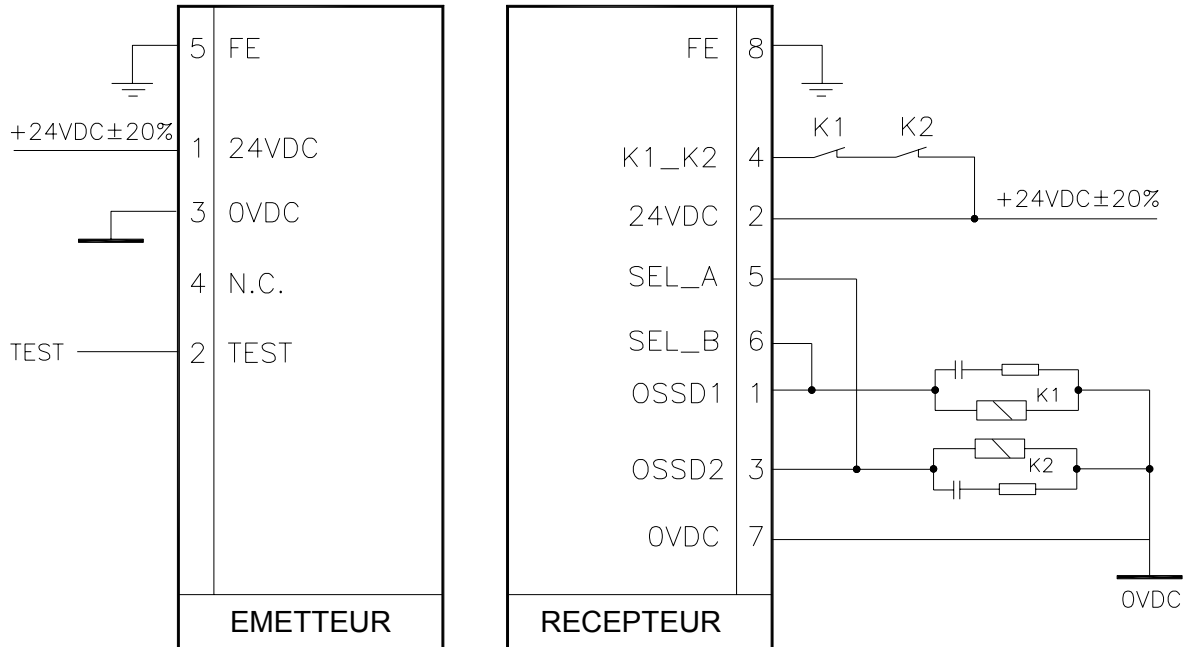 5 FE
+24VDC±20%
1 24VDC
3 0VDC
4 N.C.
TEST
2 TEST
EMETTEUR
FE 8
K1 K2
K1_K2 4
+24VDC±20%
24VDC 2
SEL_A 5
SEL_B 6
OSSD1 1
K1
OSSD2 3
K2
0VDC 7
0VDC
RECEPTEUR